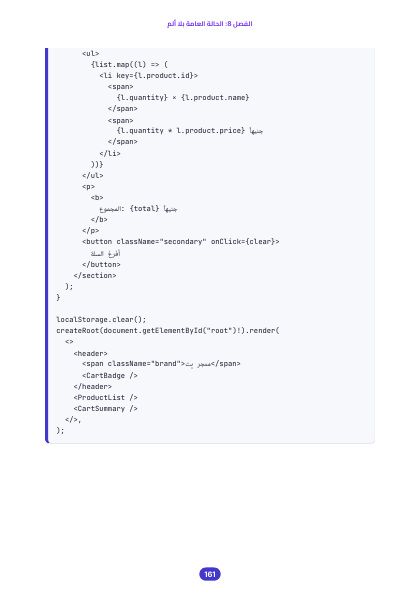 الفصل 8: الحالة العامة بلا ألم
<ul>
{list.map((l) => (
<li key={l.product.id}>
<span>
{l.quantity} × {l.product.name}
</span>
<span>
{l.quantity * l.product.price} جنيهاً
</span>
</li>
))}
</ul>
<p>
<b>
المجموع: {total} جنيهاً
</b>
</p>
<button className="secondary" onClick={clear}>
أفرغ السلة
</button>
</section>
);
}
localStorage.clear();
createRoot(document.getElementById("root")!).render(
<>
<header>
<span className="brand">متجر بِت</span>
<CartBadge />
</header>
<ProductList />
<CartSummary />
</>,
);
161